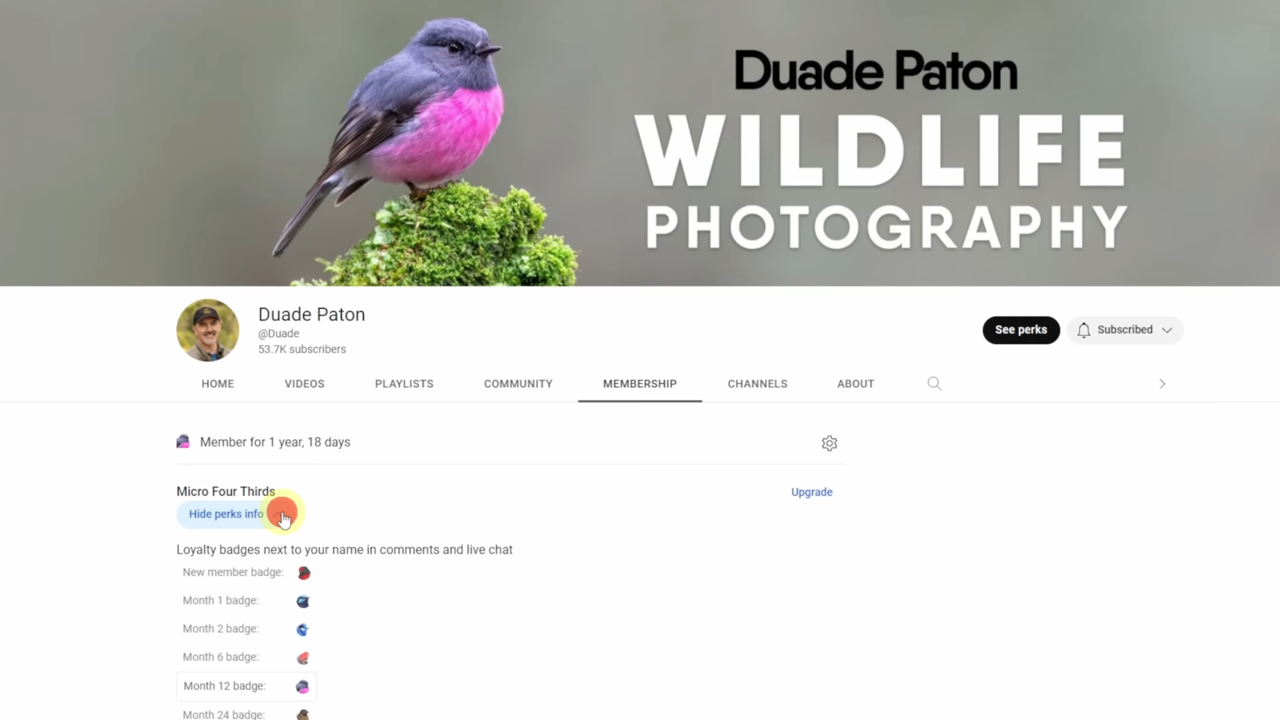 Duade Paton
WILDLIFE
PHOTOGRAPHY
Duade Paton
@Duade
53.7K subscribers
See perks
Subscribed
HOME VIDEOS PLAYLISTS COMMUNITY MEMBERSHIP CHANNELS ABOUT
Member for 1 year, 18 days
Micro Four Thirds
Upgrade
Hide perks info
Loyalty badges next to your name in comments and live chat
New member badge:
Month 1 badge:
Month 2 badge:
Month 6 badge:
Month 12 badge:
Month 24 badge: